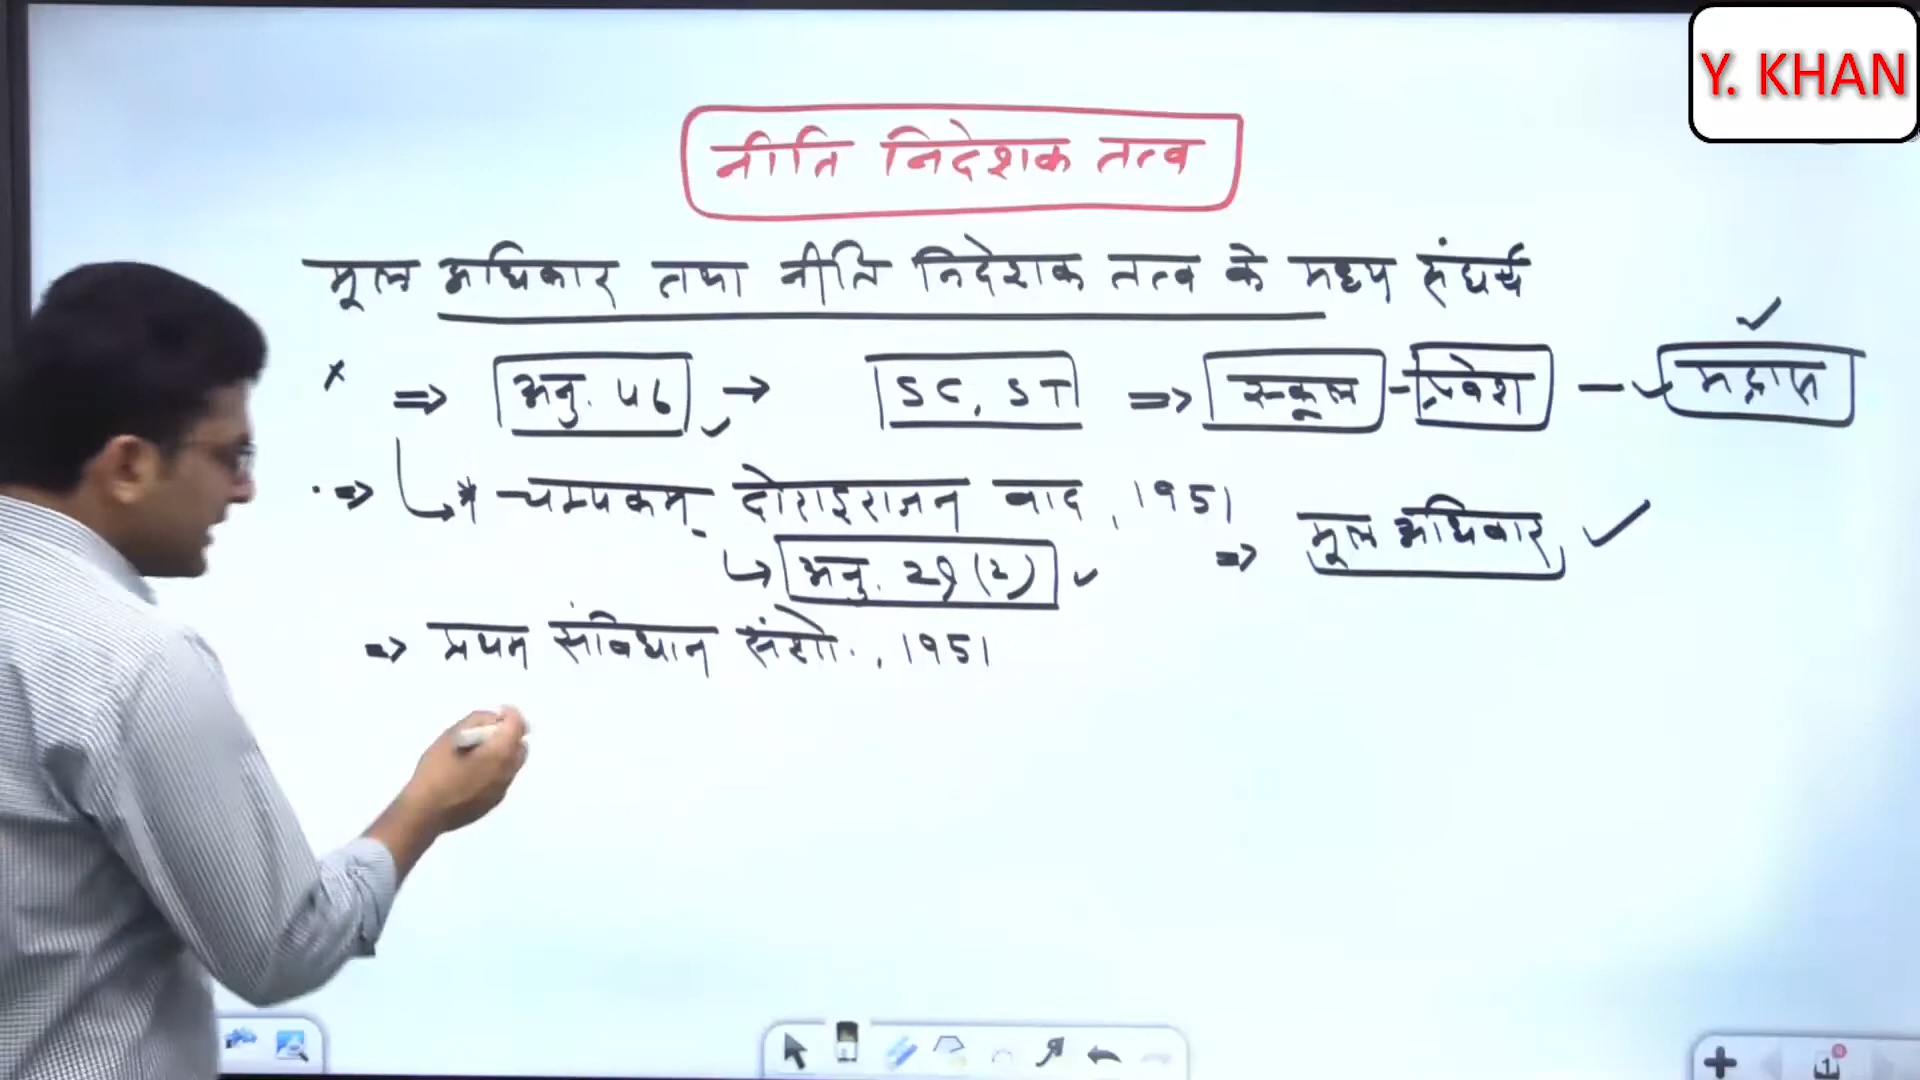 Y. KHAN
नीति निदेशक तत्व
मूल अधिकार तथा नीति निदेशक तत्व के मध्य संघर्ष
× ⇒ अनु. 46 → SC, ST ⇒ स्कूल - प्रवेश - मद्रास
⇒ * चम्पकम् दोराइराजन वाद, 1951
→ अनु. 29 (2) ⇒ मूल अधिकार
⇒ प्रथम संविधान संशो., 1951
1